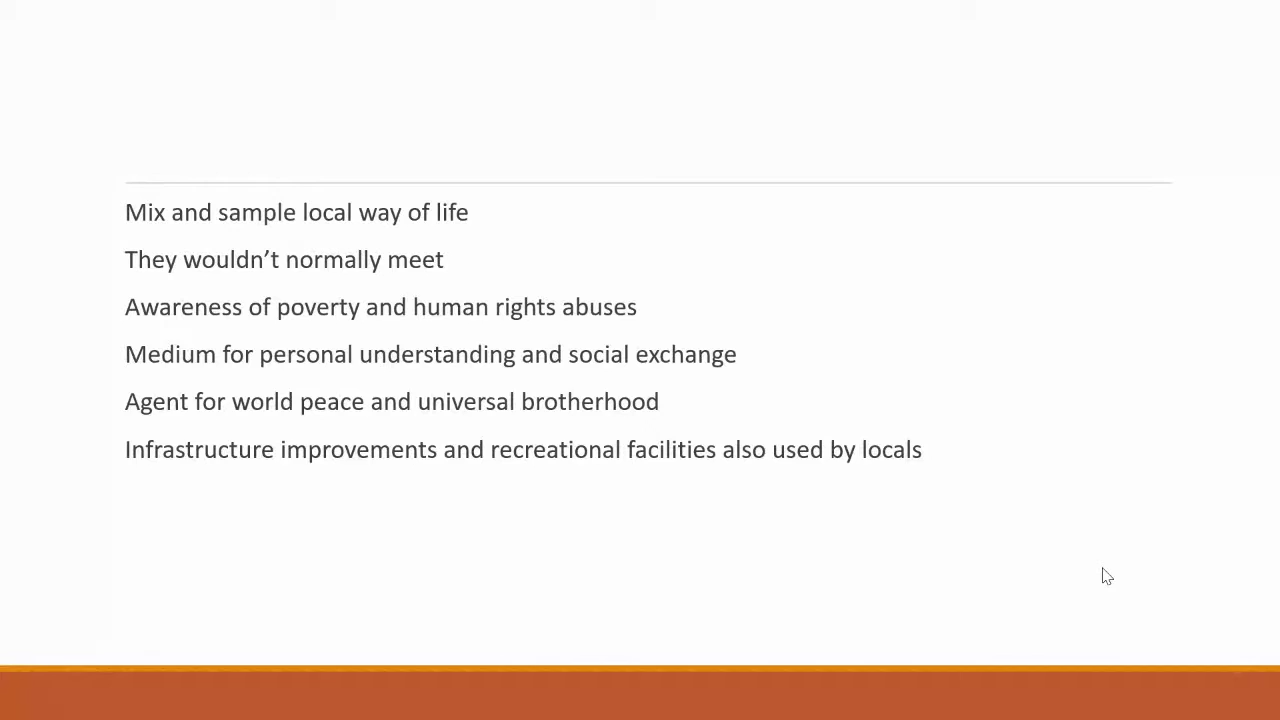 Mix and sample local way of life
They wouldn’t normally meet
Awareness of poverty and human rights abuses
Medium for personal understanding and social exchange
Agent for world peace and universal brotherhood
Infrastructure improvements and recreational facilities also used by locals